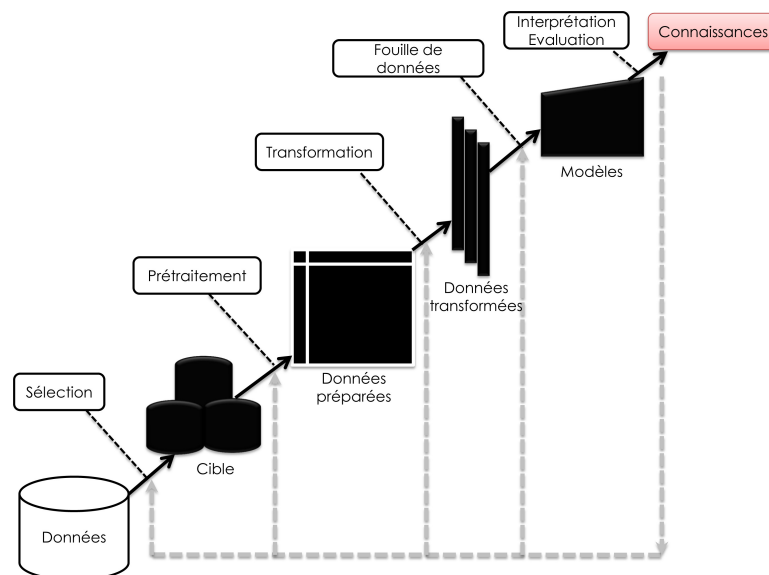 Interprétation
Evaluation
Connaissances
Fouille de
données
Modèles
Transformation
Données
transformées
Prétraitement
Données
préparées
Sélection
Cible
Données